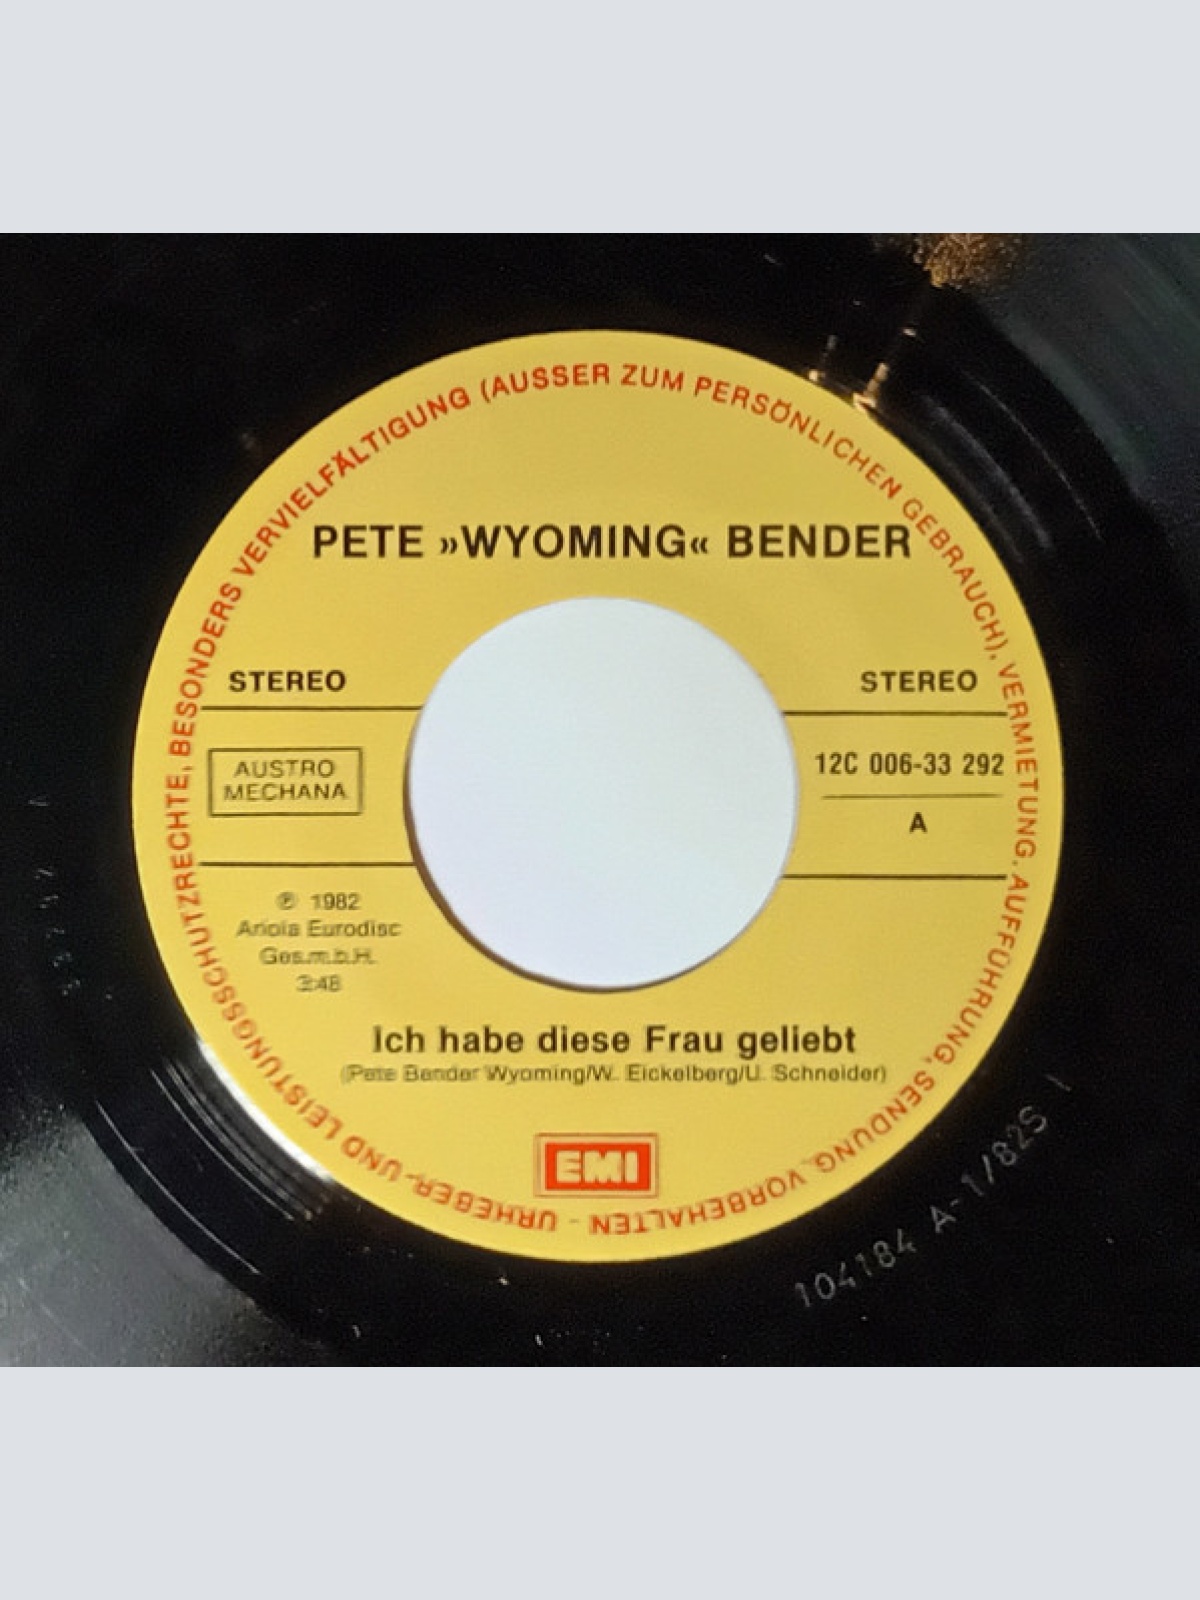 URHEBER- UND LEISTUNGSSCHUTZRECHTE, BESONDERS VERVIELFÄLTIGUNG (AUSSER ZUM PERSÖNLICHEN GEBRAUCH), VERMIETUNG, AUFFÜHRUNG, SENDUNG, VORBEHALTEN -
PETE »WYOMING« BENDER
STEREO
STEREO
AUSTRO
MECHANA
12C 006-33 292
A
℗ 1982
Ariola Eurodisc
Ges.m.b.H.
3:48
Ich habe diese Frau geliebt
(Pete Bender Wyoming/W. Eickelberg/U. Schneider)
EMI
104184 A-1/82S 1